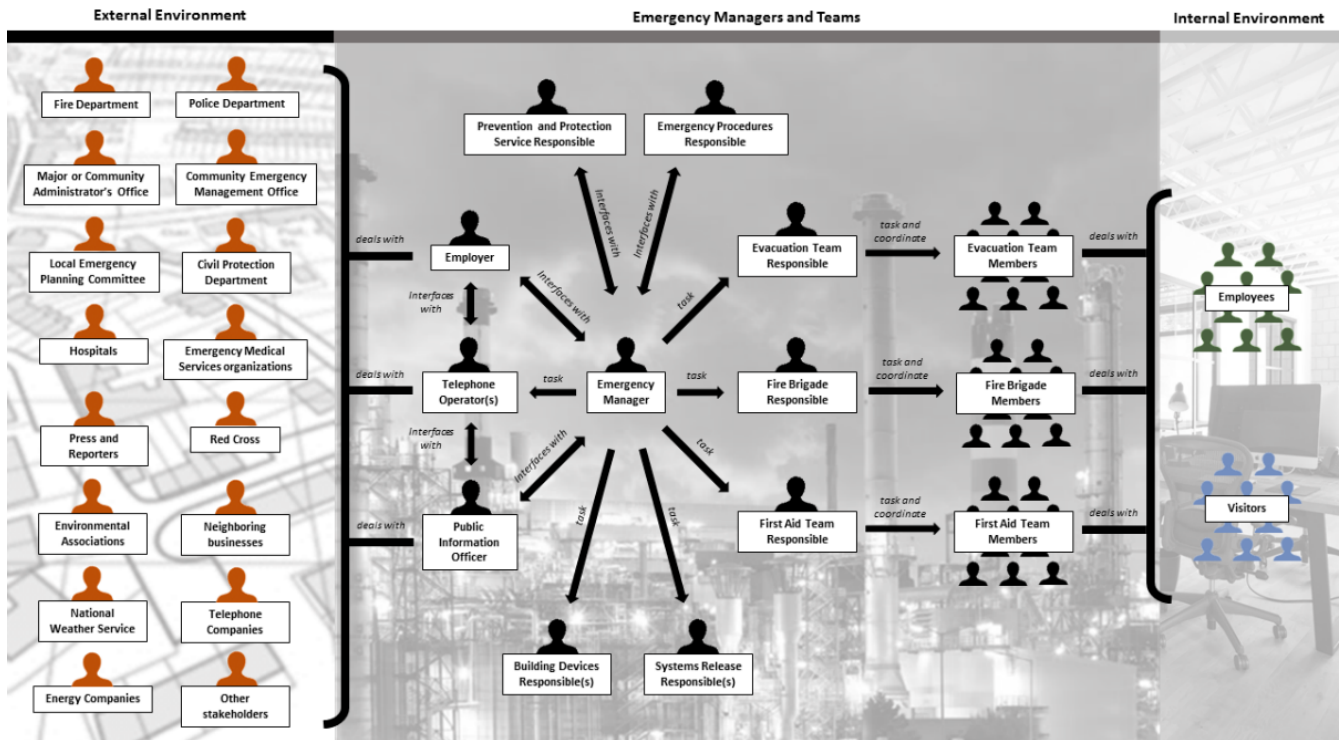 External Environment
Emergency Managers and Teams
Internal Environment
Fire Department
Police Department
Major or Community
Administrator's Office
Community Emergency
Management Office
Local Emergency
Planning Committee
Civil Protection
Department
Hospitals
Emergency Medical
Services organizations
Press and
Reporters
Red Cross
Environmental
Associations
Neighboring
businesses
National
Weather Service
Telephone
Companies
Energy Companies
Other
stakeholders
deals with
deals with
deals with
Prevention and Protection
Service Responsible
Emergency Procedures
Responsible
Interfaces with
Interfaces with
Employer
Interfaces with
Interfaces
with
Telephone
Operator(s)
task
Emergency
Manager
Interfaces
with
Interfaces with
Public
Information
Officer
task
task
task
task
task
Building Devices
Responsible(s)
Systems Release
Responsible(s)
Evacuation Team
Responsible
task and
coordinate
Evacuation Team
Members
deals with
Fire Brigade
Responsible
task and
coordinate
Fire Brigade
Members
deals with
First Aid Team
Responsible
task and
coordinate
First Aid Team
Members
deals with
Employees
Visitors